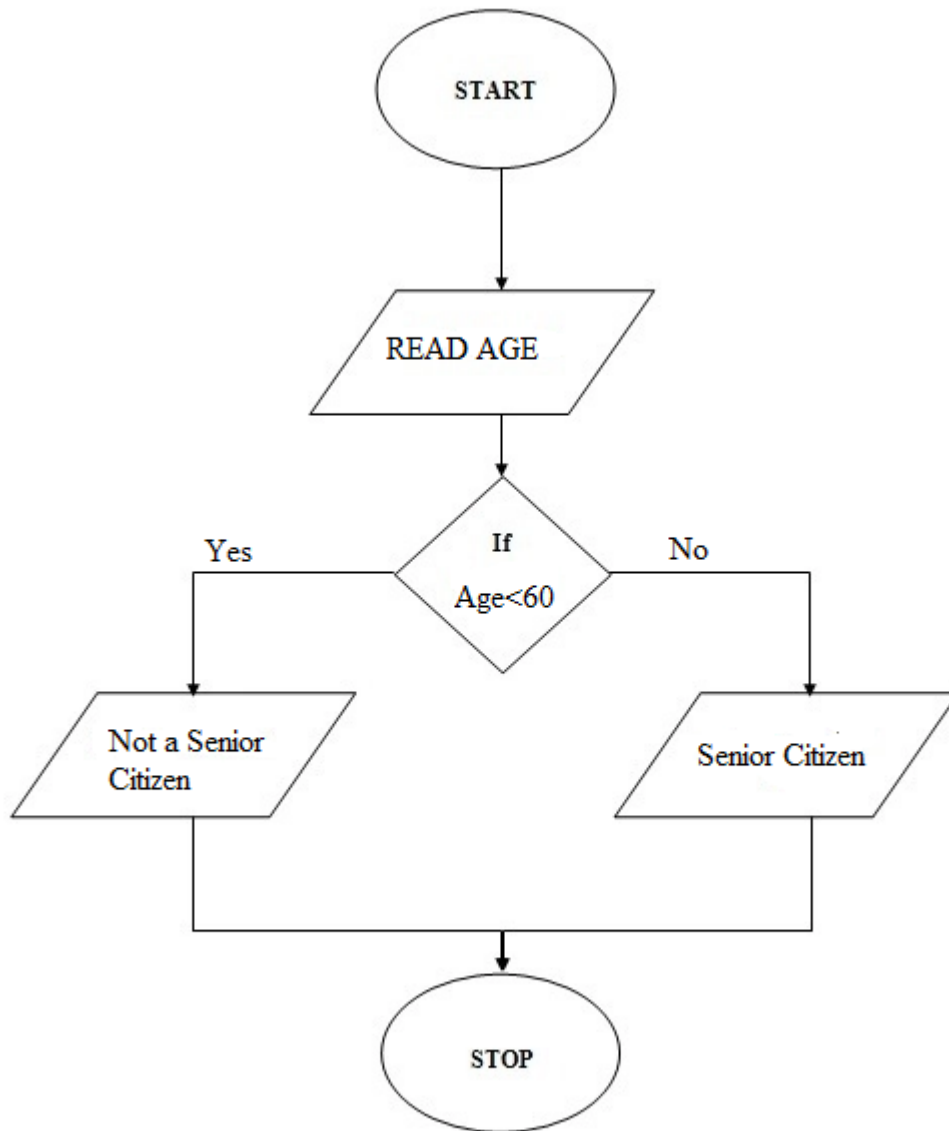 START
READ AGE
If
Age<60
Yes
No
Not a Senior
Citizen
Senior Citizen
STOP